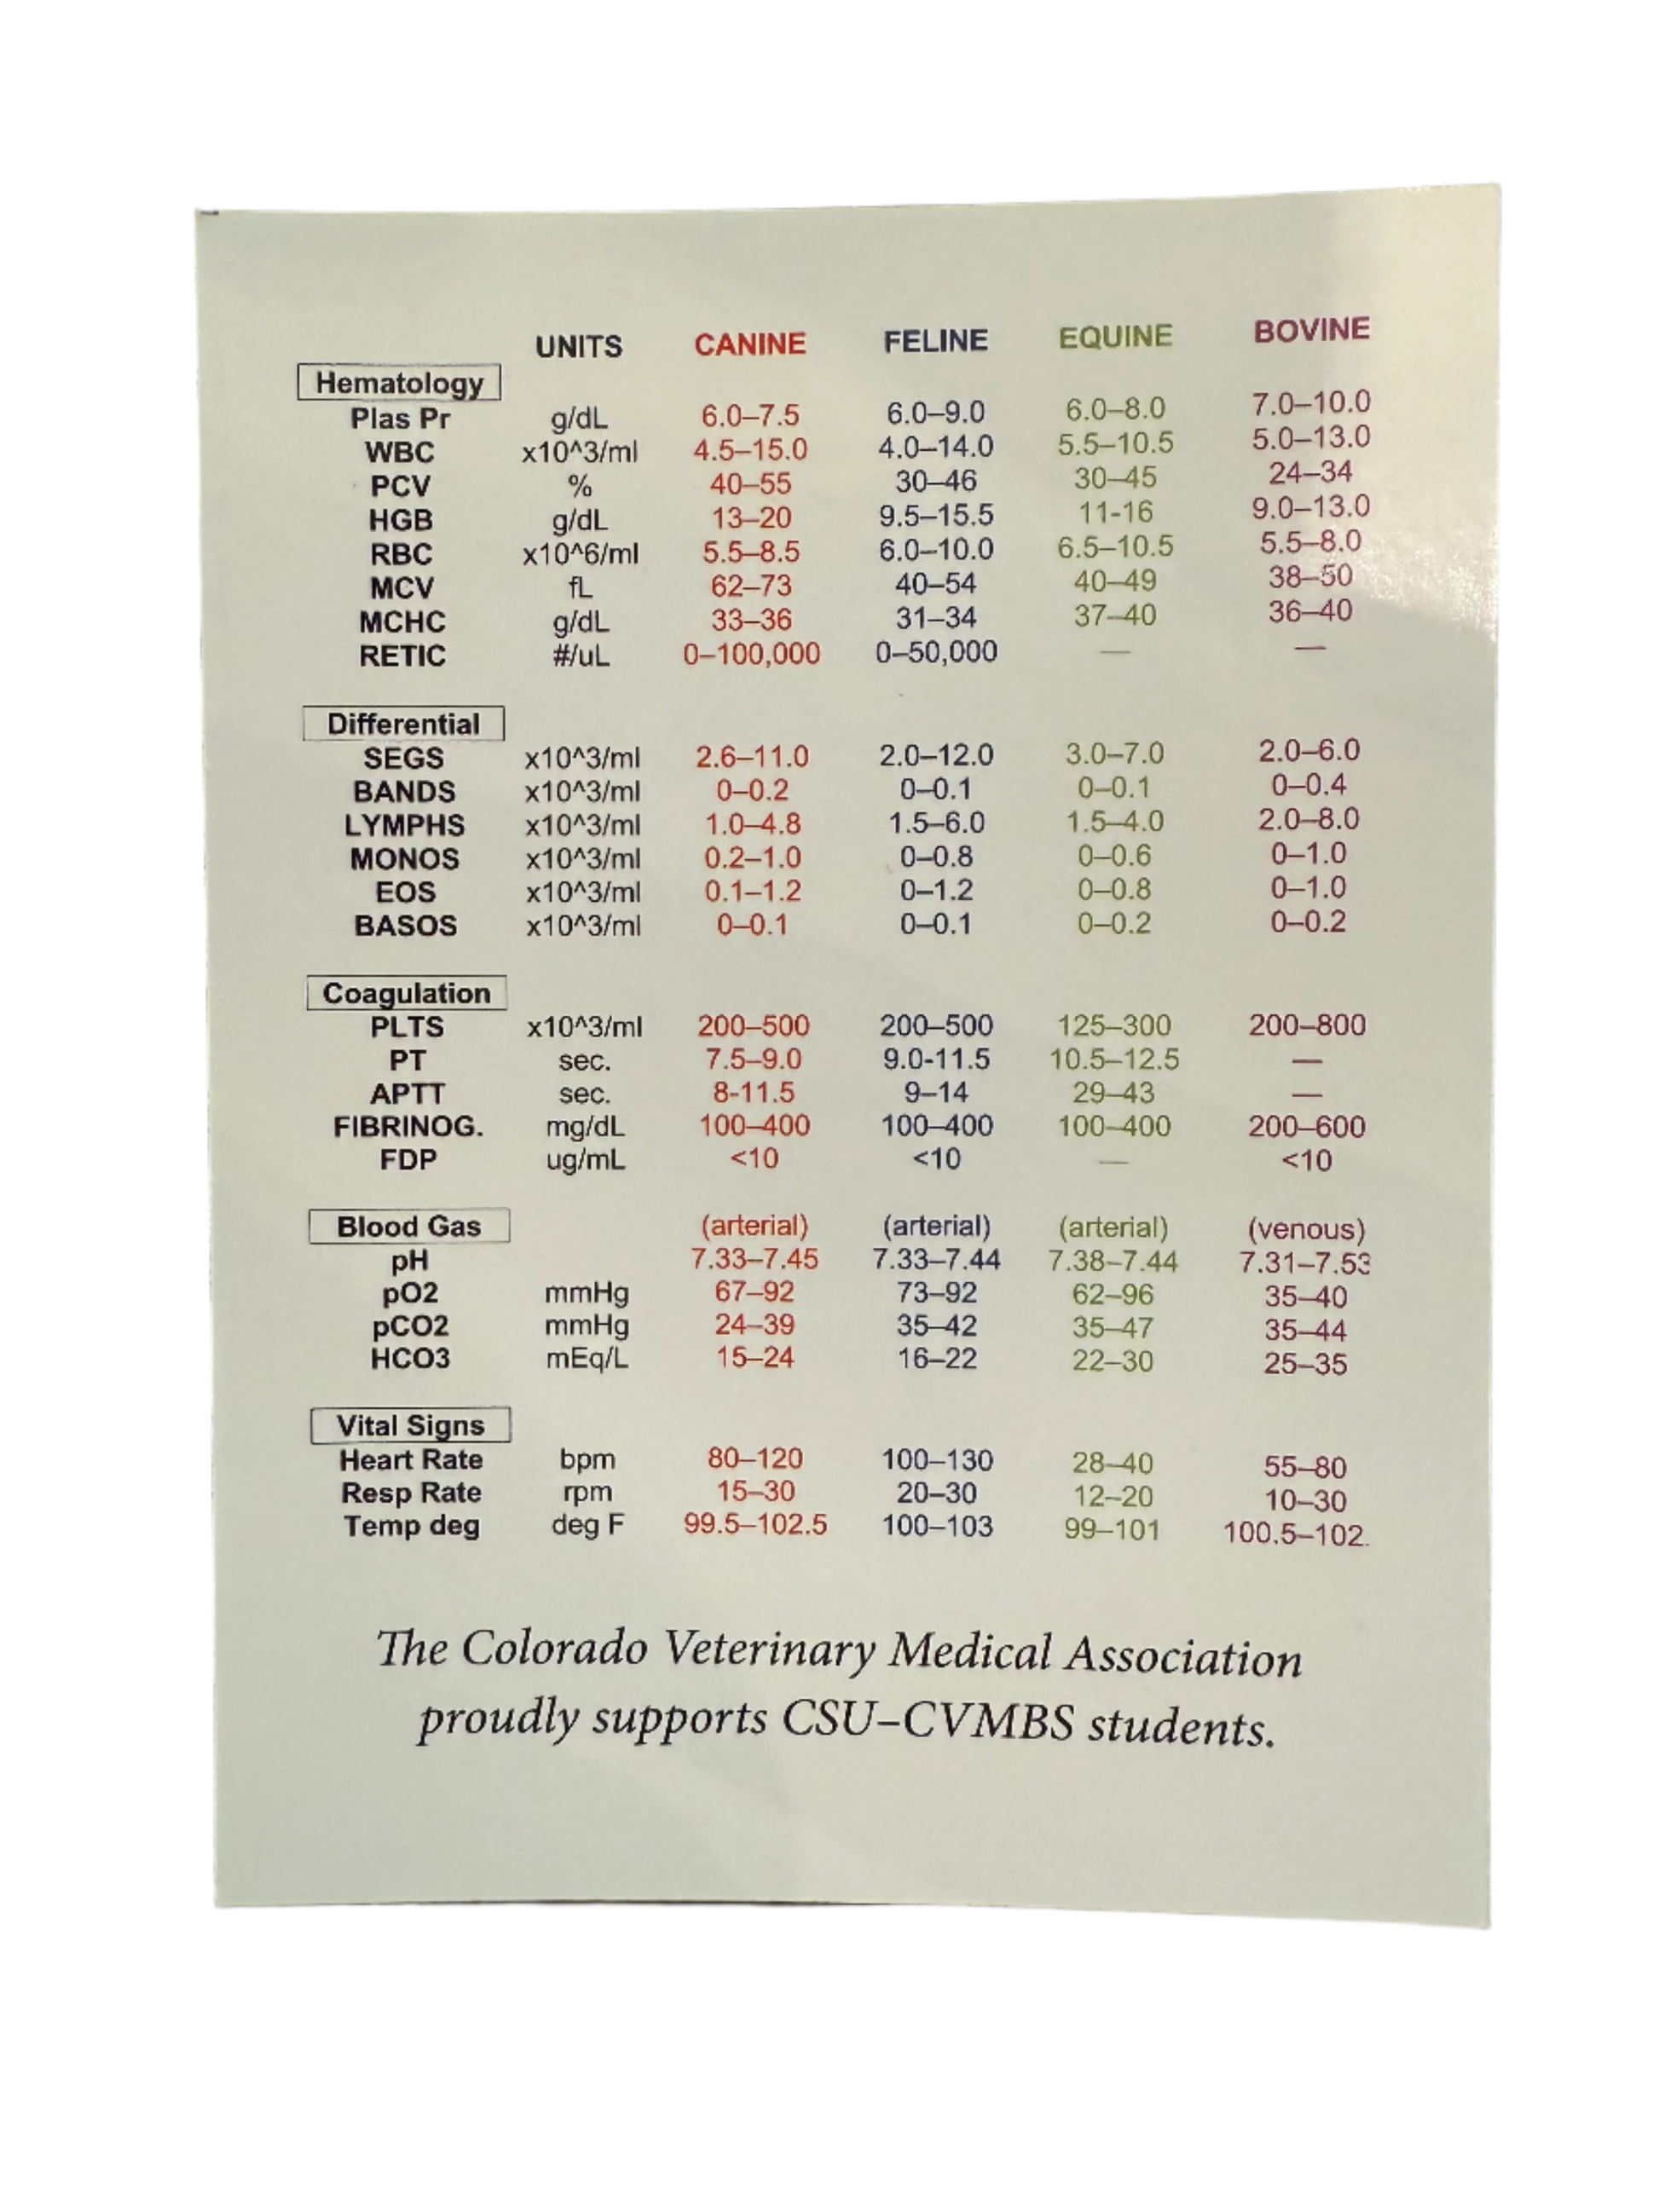 UNITS CANINE FELINE EQUINE BOVINE
Hematology
Plas Pr g/dL 6.0–7.5 6.0–9.0 6.0–8.0 7.0–10.0
WBC x10^3/ml 4.5–15.0 4.0–14.0 5.5–10.5 5.0–13.0
PCV % 40–55 30–46 30–45 24–34
HGB g/dL 13–20 9.5–15.5 11-16 9.0–13.0
RBC x10^6/ml 5.5–8.5 6.0–10.0 6.5–10.5 5.5–8.0
MCV fL 62–73 40–54 40–49 38–50
MCHC g/dL 33–36 31–34 37–40 36–40
RETIC #/uL 0–100,000 0–50,000 — —
Differential
SEGS x10^3/ml 2.6–11.0 2.0–12.0 3.0–7.0 2.0–6.0
BANDS x10^3/ml 0–0.2 0–0.1 0–0.1 0–0.4
LYMPHS x10^3/ml 1.0–4.8 1.5–6.0 1.5–4.0 2.0–8.0
MONOS x10^3/ml 0.2–1.0 0–0.8 0–0.6 0–1.0
EOS x10^3/ml 0.1–1.2 0–1.2 0–0.8 0–1.0
BASOS x10^3/ml 0–0.1 0–0.1 0–0.2 0–0.2
Coagulation
PLTS x10^3/ml 200–500 200–500 125–300 200–800
PT sec. 7.5–9.0 9.0-11.5 10.5–12.5 —
APTT sec. 8-11.5 9–14 29–43 —
FIBRINOG. mg/dL 100–400 100–400 100–400 200–600
FDP ug/mL <10 <10 — <10
Blood Gas (arterial) (arterial) (arterial) (venous)
pH 7.33–7.45 7.33–7.44 7.38–7.44 7.31–7.53
pO2 mmHg 67–92 73–92 62–96 35–40
pCO2 mmHg 24–39 35–42 35–47 35–44
HCO3 mEq/L 15–24 16–22 22–30 25–35
Vital Signs
Heart Rate bpm 80–120 100–130 28–40 55–80
Resp Rate rpm 15–30 20–30 12–20 10–30
Temp deg deg F 99.5–102.5 100–103 99–101 100.5–102.
The Colorado Veterinary Medical Association
proudly supports CSU–CVMBS students.